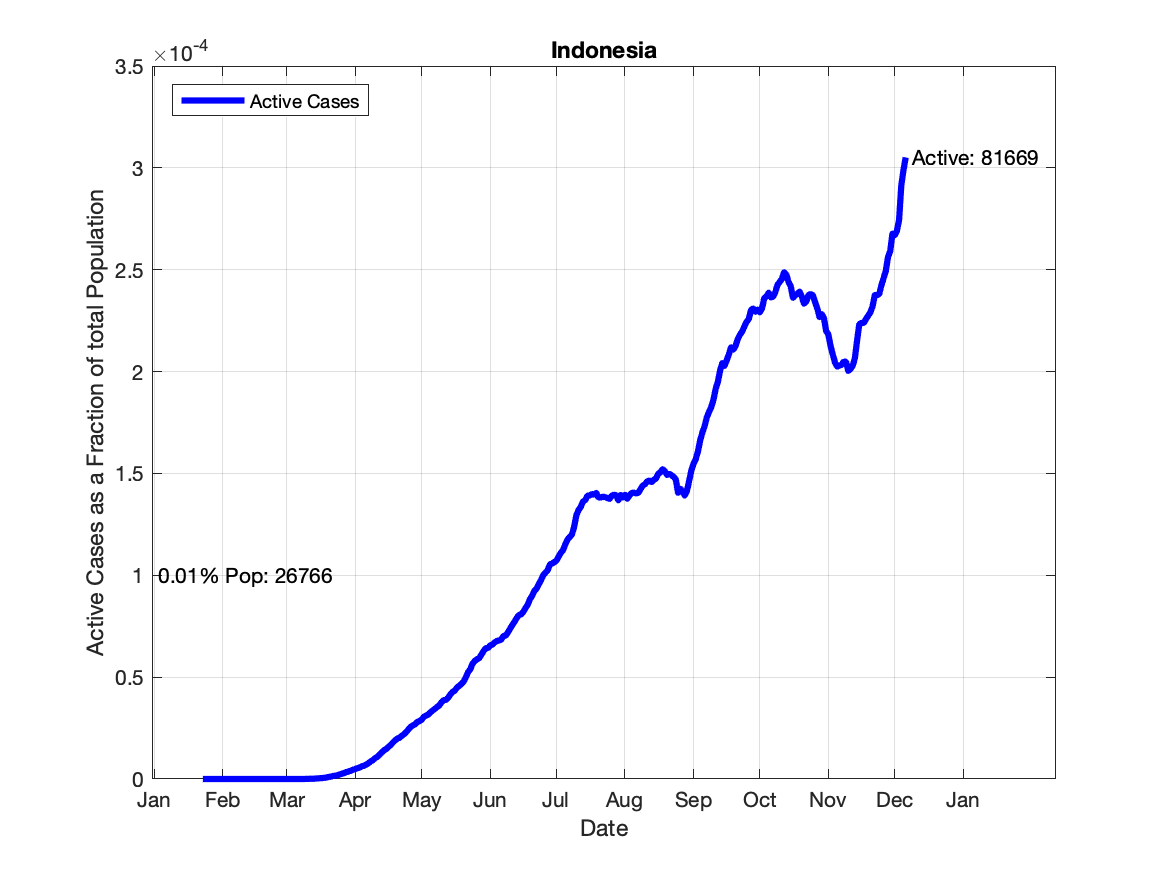 Indonesia
×10-4
3.5
3
2.5
2
1.5
1
0.5
0
Active Cases as a Fraction of total Population
Active Cases
Active: 81669
0.01% Pop: 26766
Jan Feb Mar Apr May Jun Jul Aug Sep Oct Nov Dec Jan
Date